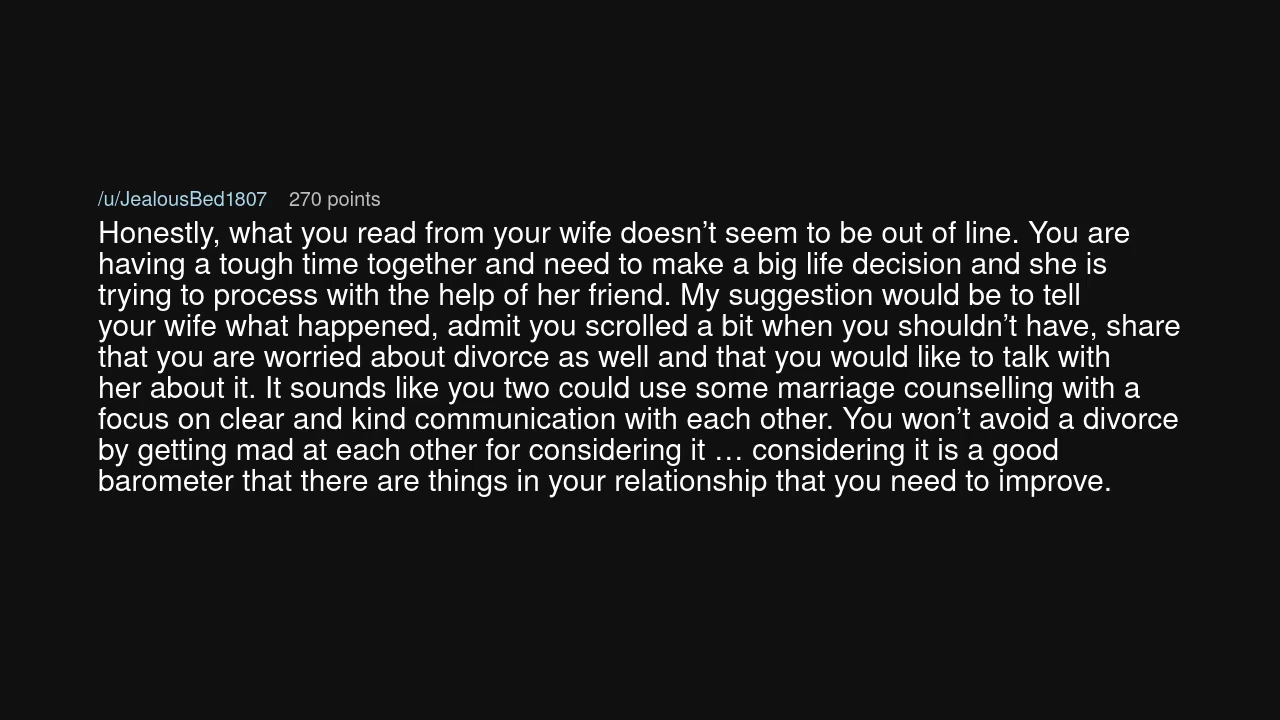 /u/JealousBed1807 270 points
Honestly, what you read from your wife doesn’t seem to be out of line. You are
having a tough time together and need to make a big life decision and she is
trying to process with the help of her friend. My suggestion would be to tell
your wife what happened, admit you scrolled a bit when you shouldn’t have, share
that you are worried about divorce as well and that you would like to talk with
her about it. It sounds like you two could use some marriage counselling with a
focus on clear and kind communication with each other. You won’t avoid a divorce
by getting mad at each other for considering it … considering it is a good
barometer that there are things in your relationship that you need to improve.